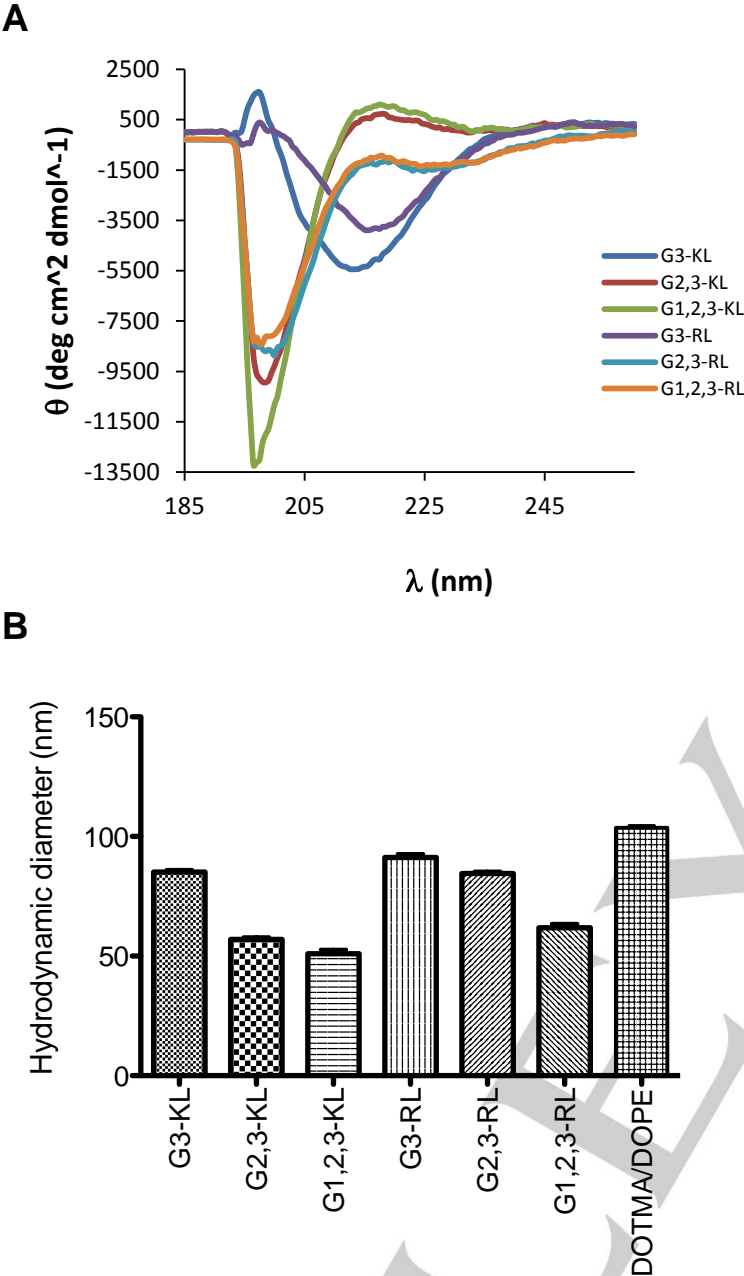 A
θ (deg cm^2 dmol^-1)
2500
500
-1500
-3500
-5500
-7500
-9500
-11500
-13500
185
205
225
245
λ (nm)
G3-KL
G2,3-KL
G1,2,3-KL
G3-RL
G2,3-RL
G1,2,3-RL
B
Hydrodynamic diameter (nm)
150
100
50
0
G3-KL
G2,3-KL
G1,2,3-KL
G3-RL
G2,3-RL
G1,2,3-RL
DOTMA/DOPE